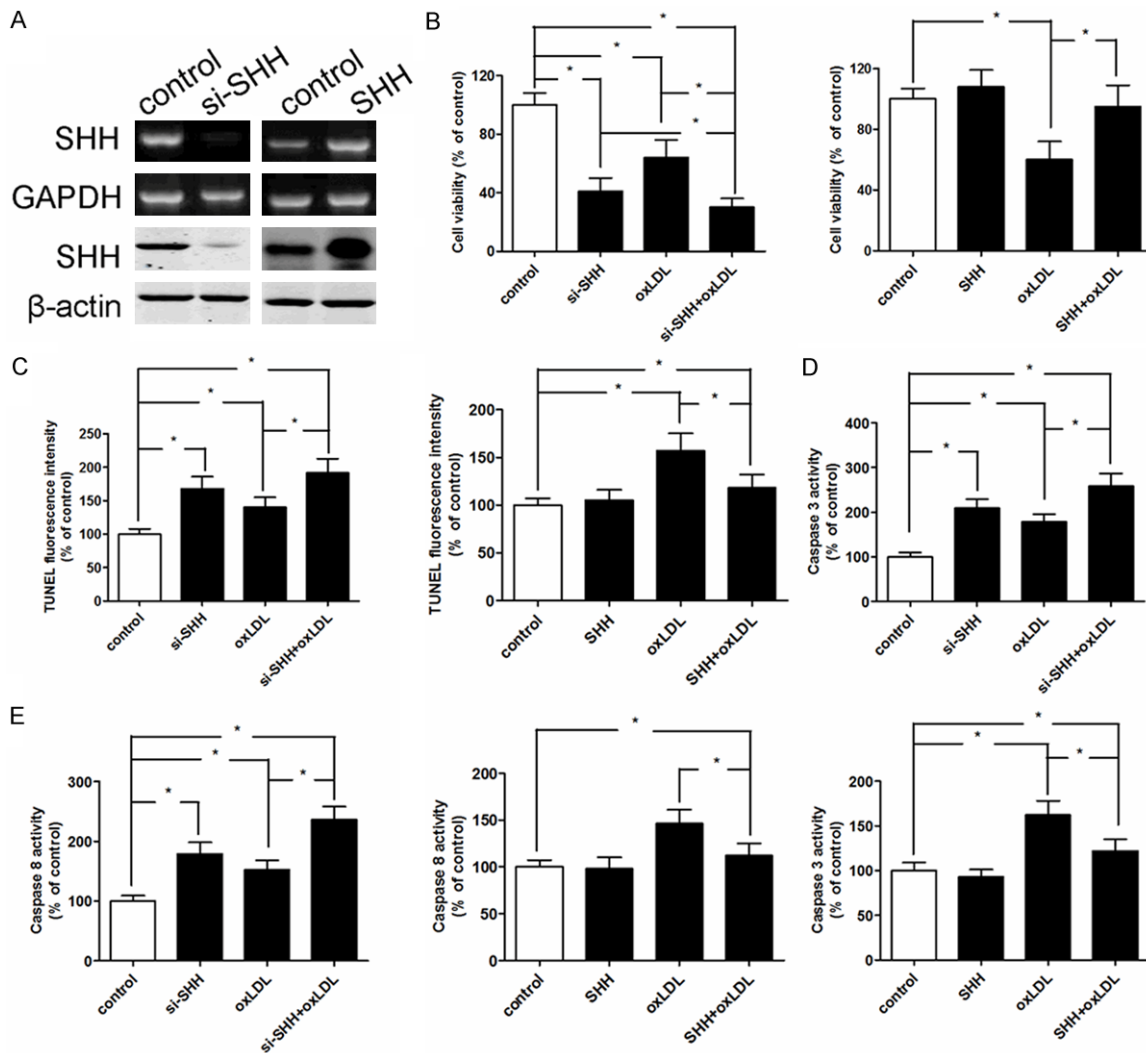 A
control
si-SHH
control
SHH
SHH
GAPDH
SHH
β-actin
B
*
*
*
*
*
Cell viability (% of control)
120
80
40
0
control
si-SHH
oxLDL
si-SHH+oxLDL
*
*
Cell viability (% of control)
120
80
40
0
control
SHH
oxLDL
SHH+oxLDL
C
*
*
*
*
TUNEL fluorescence intensity
(% of control)
250
200
150
100
50
0
control
si-SHH
oxLDL
si-SHH+oxLDL
*
*
*
TUNEL fluorescence intensity
(% of control)
200
150
100
50
0
control
SHH
oxLDL
SHH+oxLDL
D
*
*
*
*
Caspase 3 activity
(% of control)
400
300
200
100
0
control
si-SHH
oxLDL
si-SHH+oxLDL
E
*
*
*
*
Caspase 8 activity
(% of control)
300
200
100
0
control
si-SHH
oxLDL
si-SHH+oxLDL
*
*
Caspase 8 activity
(% of control)
200
150
100
50
0
control
SHH
oxLDL
SHH+oxLDL
*
*
*
Caspase 3 activity
(% of control)
200
150
100
50
0
control
SHH
oxLDL
SHH+oxLDL